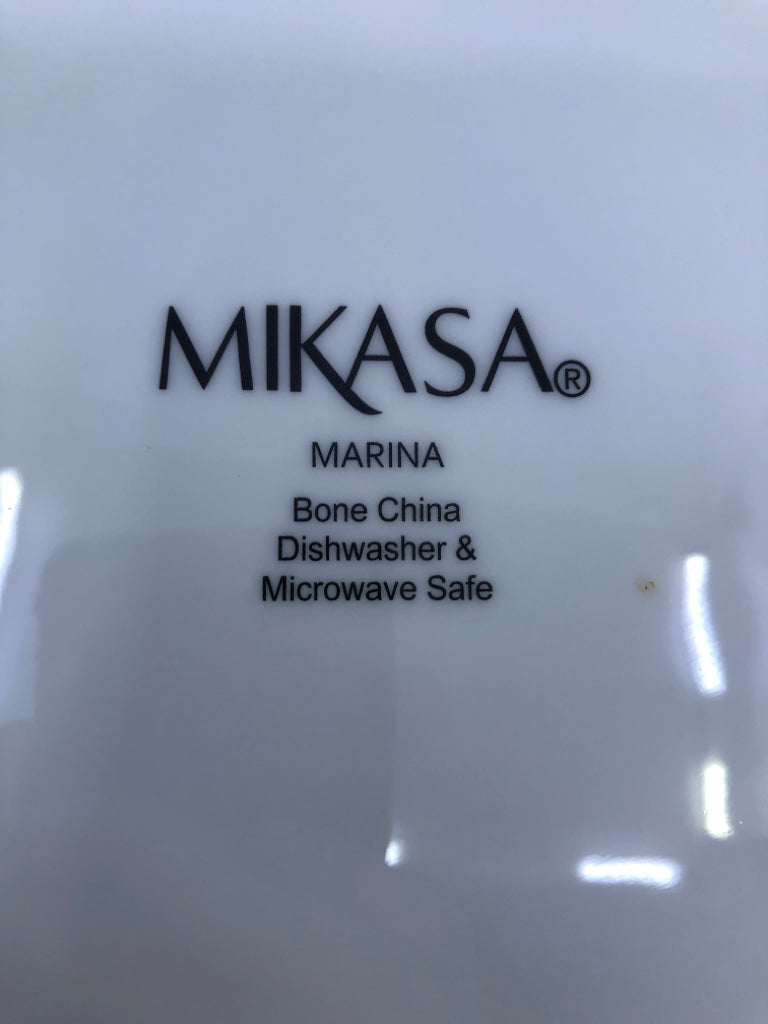 MIKASA®
MARINA
Bone China
Dishwasher &
Microwave Safe